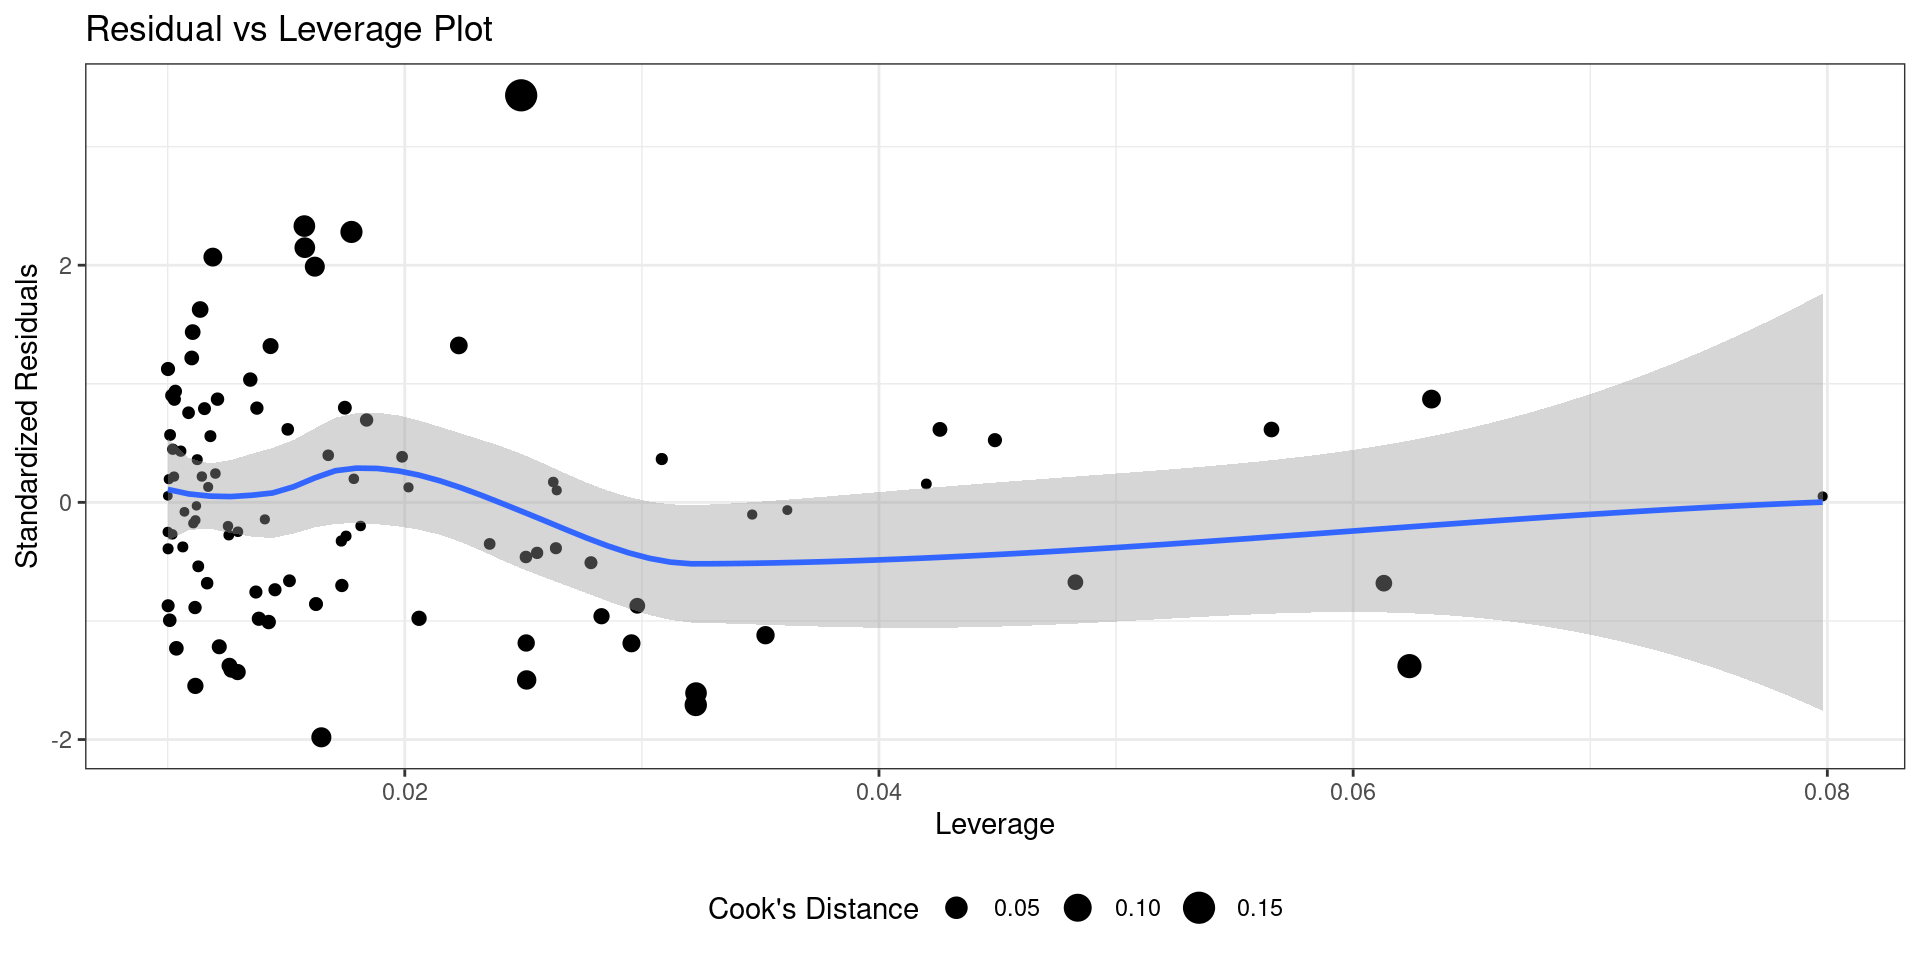 Residual vs Leverage Plot
Standardized Residuals
2
0
-2
0.02 0.04 0.06 0.08
Leverage
Cook's Distance 0.05 0.10 0.15